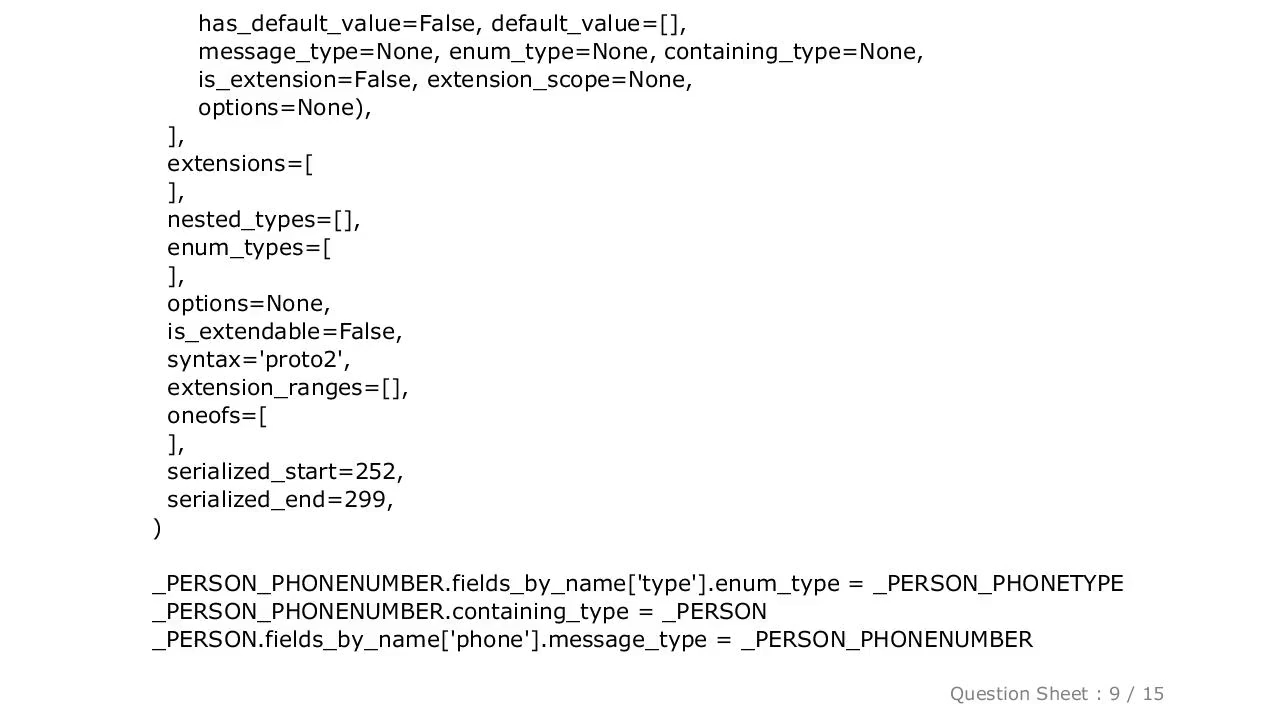 has_default_value=False, default_value=[],
message_type=None, enum_type=None, containing_type=None,
is_extension=False, extension_scope=None,
options=None),
],
extensions=[
],
nested_types=[],
enum_types=[
],
options=None,
is_extendable=False,
syntax='proto2',
extension_ranges=[],
oneofs=[
],
serialized_start=252,
serialized_end=299,
)
_PERSON_PHONENUMBER.fields_by_name['type'].enum_type = _PERSON_PHONETYPE
_PERSON_PHONENUMBER.containing_type = _PERSON
_PERSON.fields_by_name['phone'].message_type = _PERSON_PHONENUMBER
Question Sheet : 9 / 15